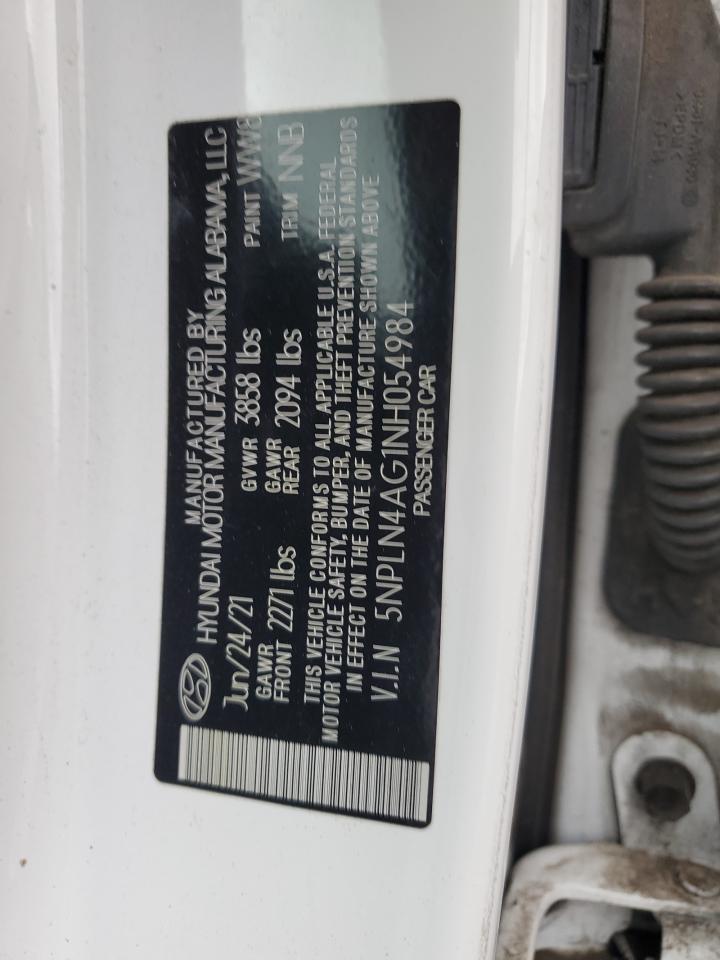 MANUFACTURED BY
HYUNDAI MOTOR MANUFACTURING ALABAMA, LLC
Jun/24/21 GVWR 3858 lbs PAINT WW8
GAWR GAWR
FRONT 2271 lbs REAR 2094 lbs TRIM NNB
THIS VEHICLE CONFORMS TO ALL APPLICABLE U.S.A. FEDERAL
MOTOR VEHICLE SAFETY, BUMPER, AND THEFT PREVENTION STANDARDS
IN EFFECT ON THE DATE OF MANUFACTURE SHOWN ABOVE
V.I.N 5NPLN4AG1NH054984
PASSENGER CAR